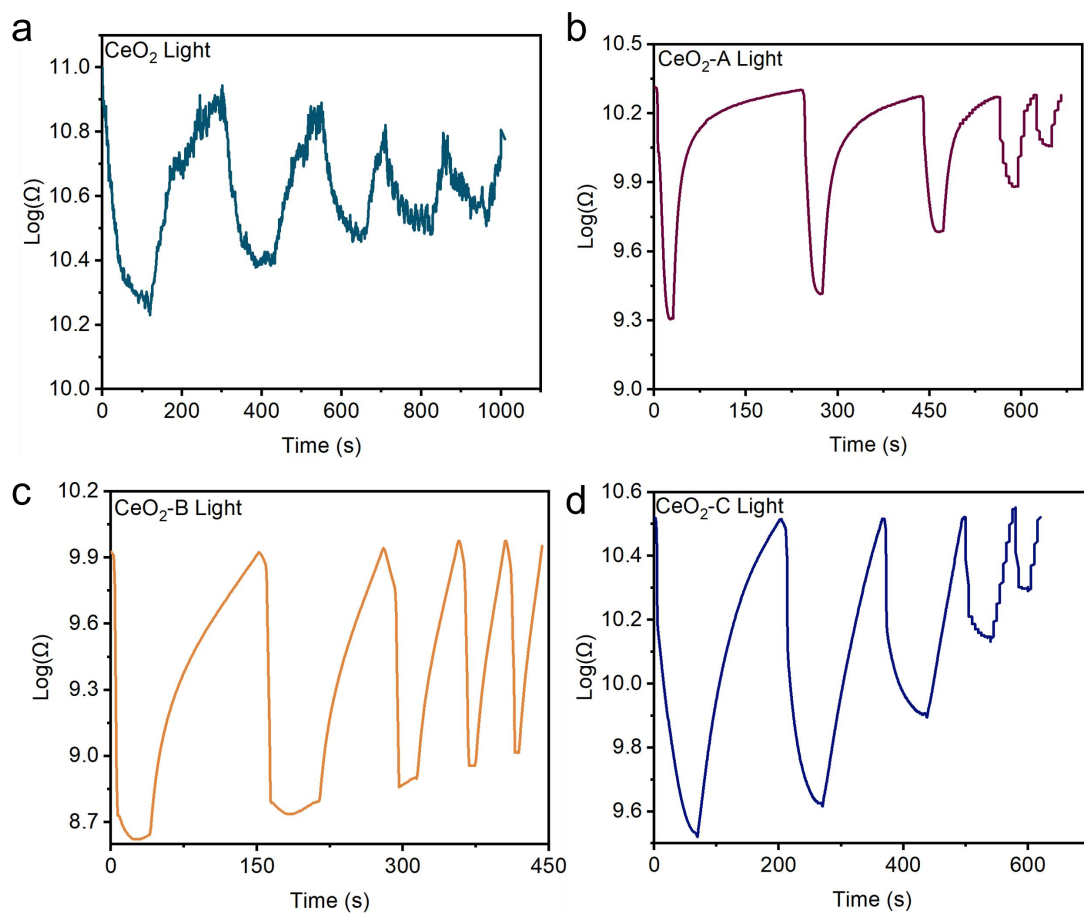 a
CeO₂ Light
11.0
10.8
10.6
10.4
10.2
10.0
Log(Ω)
0 200 400 600 800 1000
Time (s)
b
CeO₂-A Light
10.5
10.2
9.9
9.6
9.3
9.0
Log(Ω)
0 150 300 450 600
Time (s)
c
CeO₂-B Light
10.2
9.9
9.6
9.3
9.0
8.7
Log(Ω)
0 150 300 450
Time (s)
d
CeO₂-C Light
10.6
10.4
10.2
10.0
9.8
9.6
Log(Ω)
0 200 400 600
Time (s)